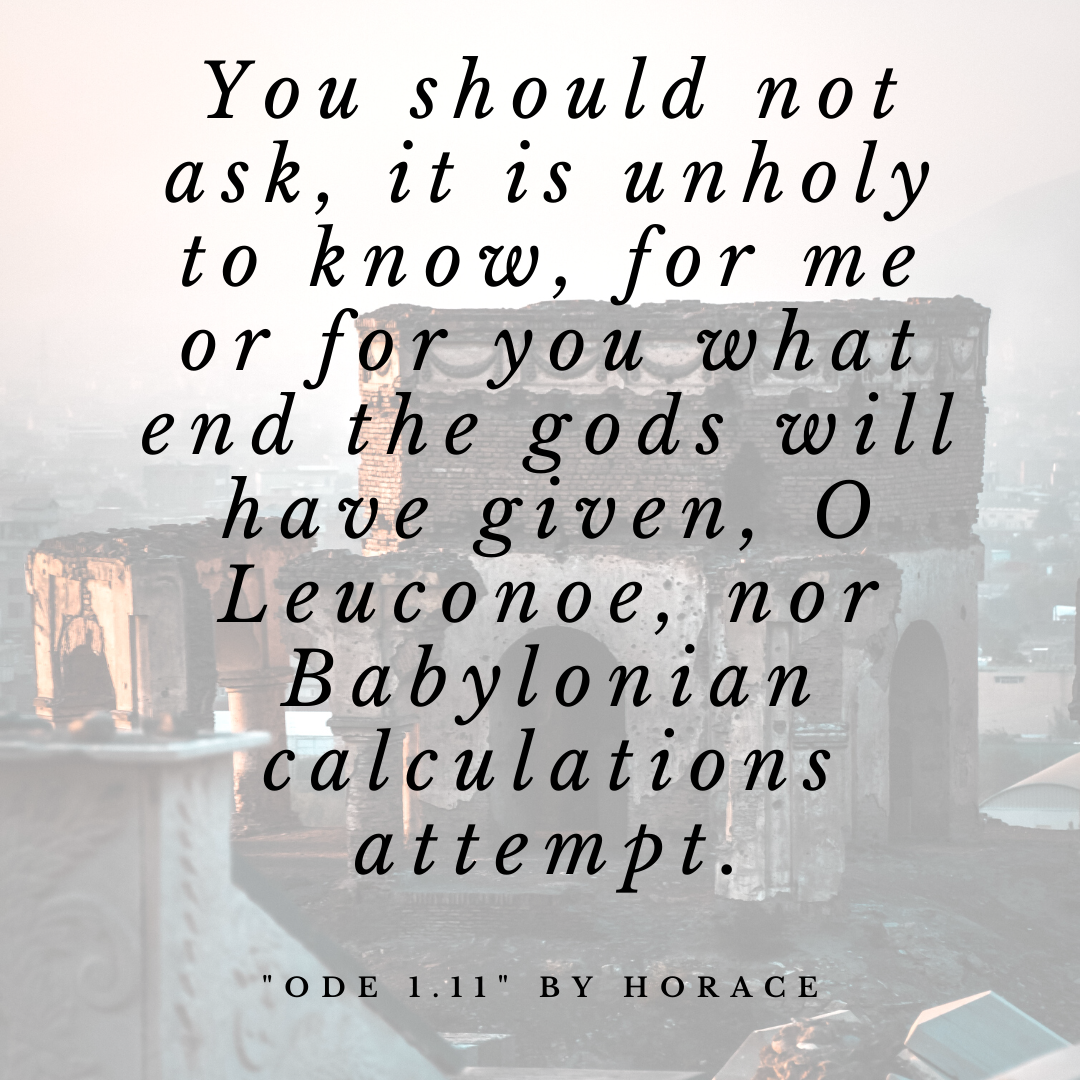 You should not
ask, it is unholy
to know, for me
or for you what
end the gods will
have given, O
Leuconoe, nor
Babylonian
calculations
attempt.
"ODE 1.11" BY HORACE